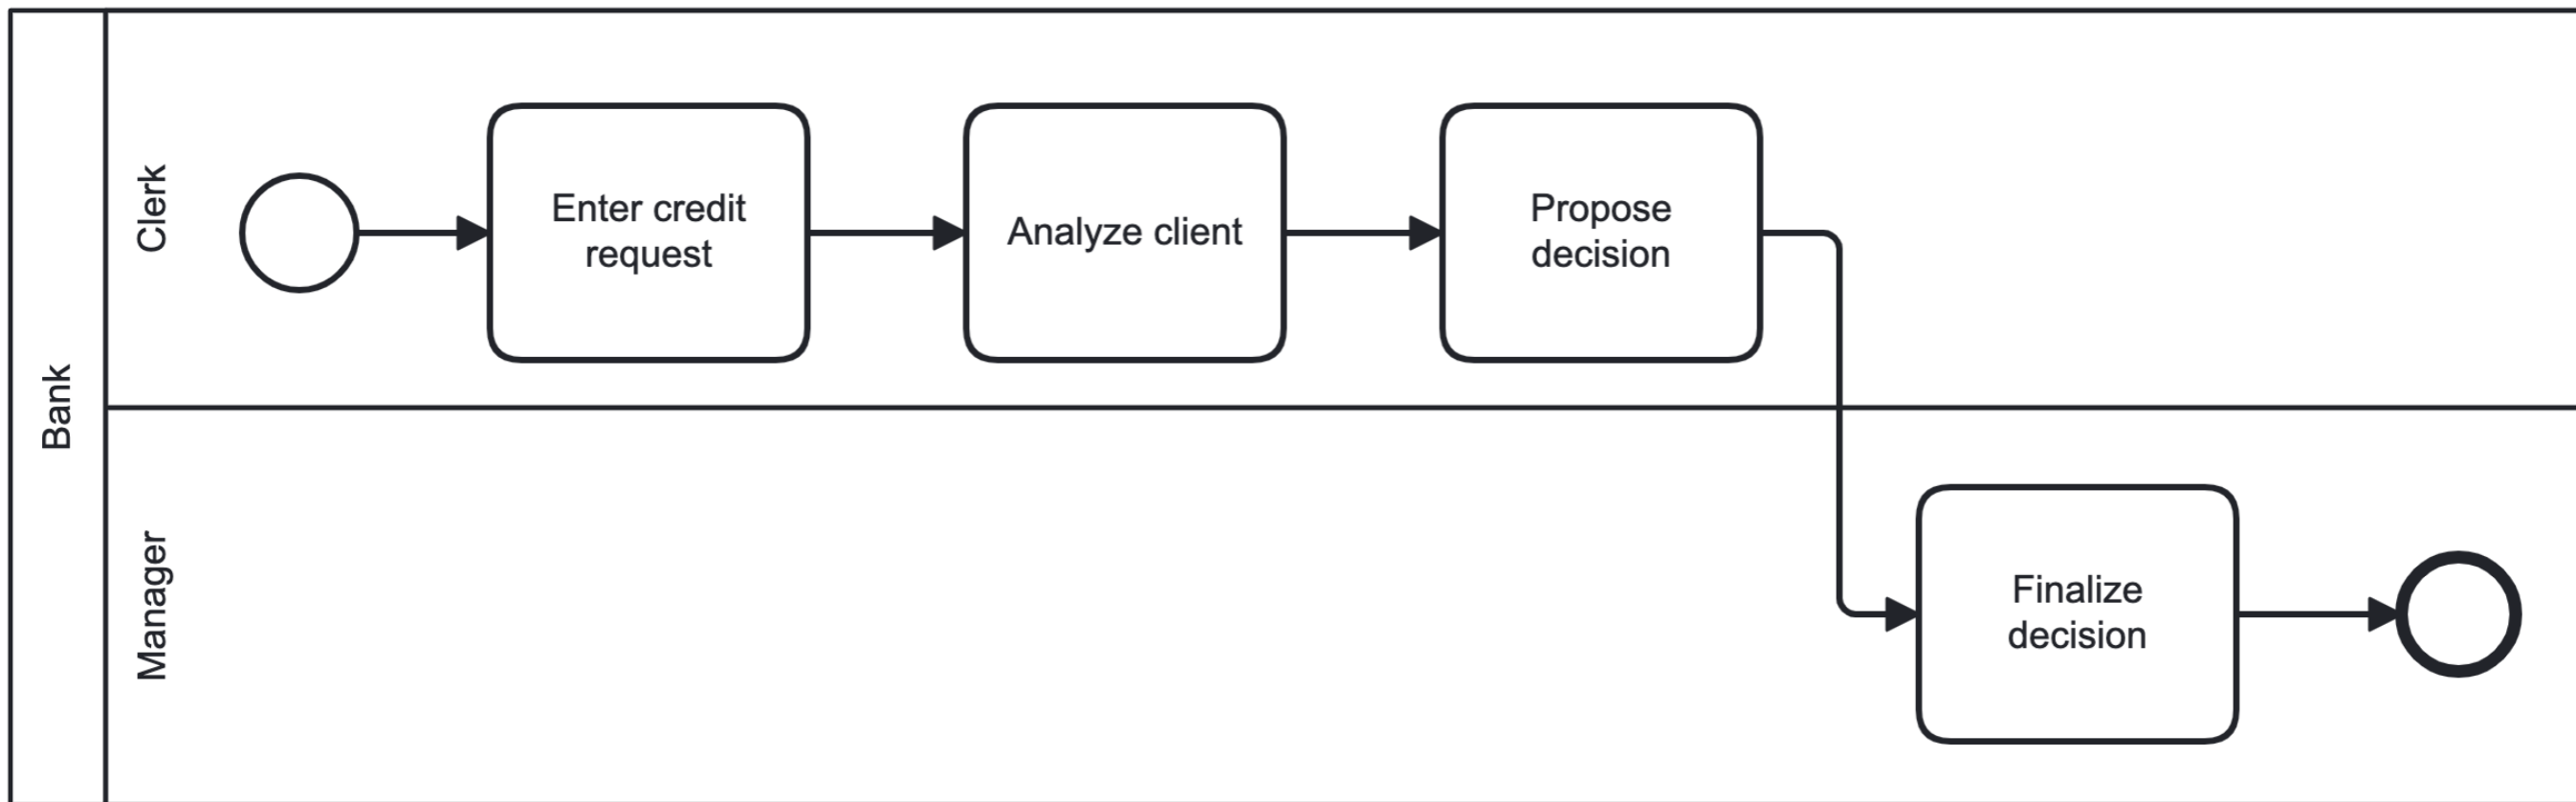 Bank
Clerk
Enter credit
request
Analyze client
Propose
decision
Manager
Finalize
decision